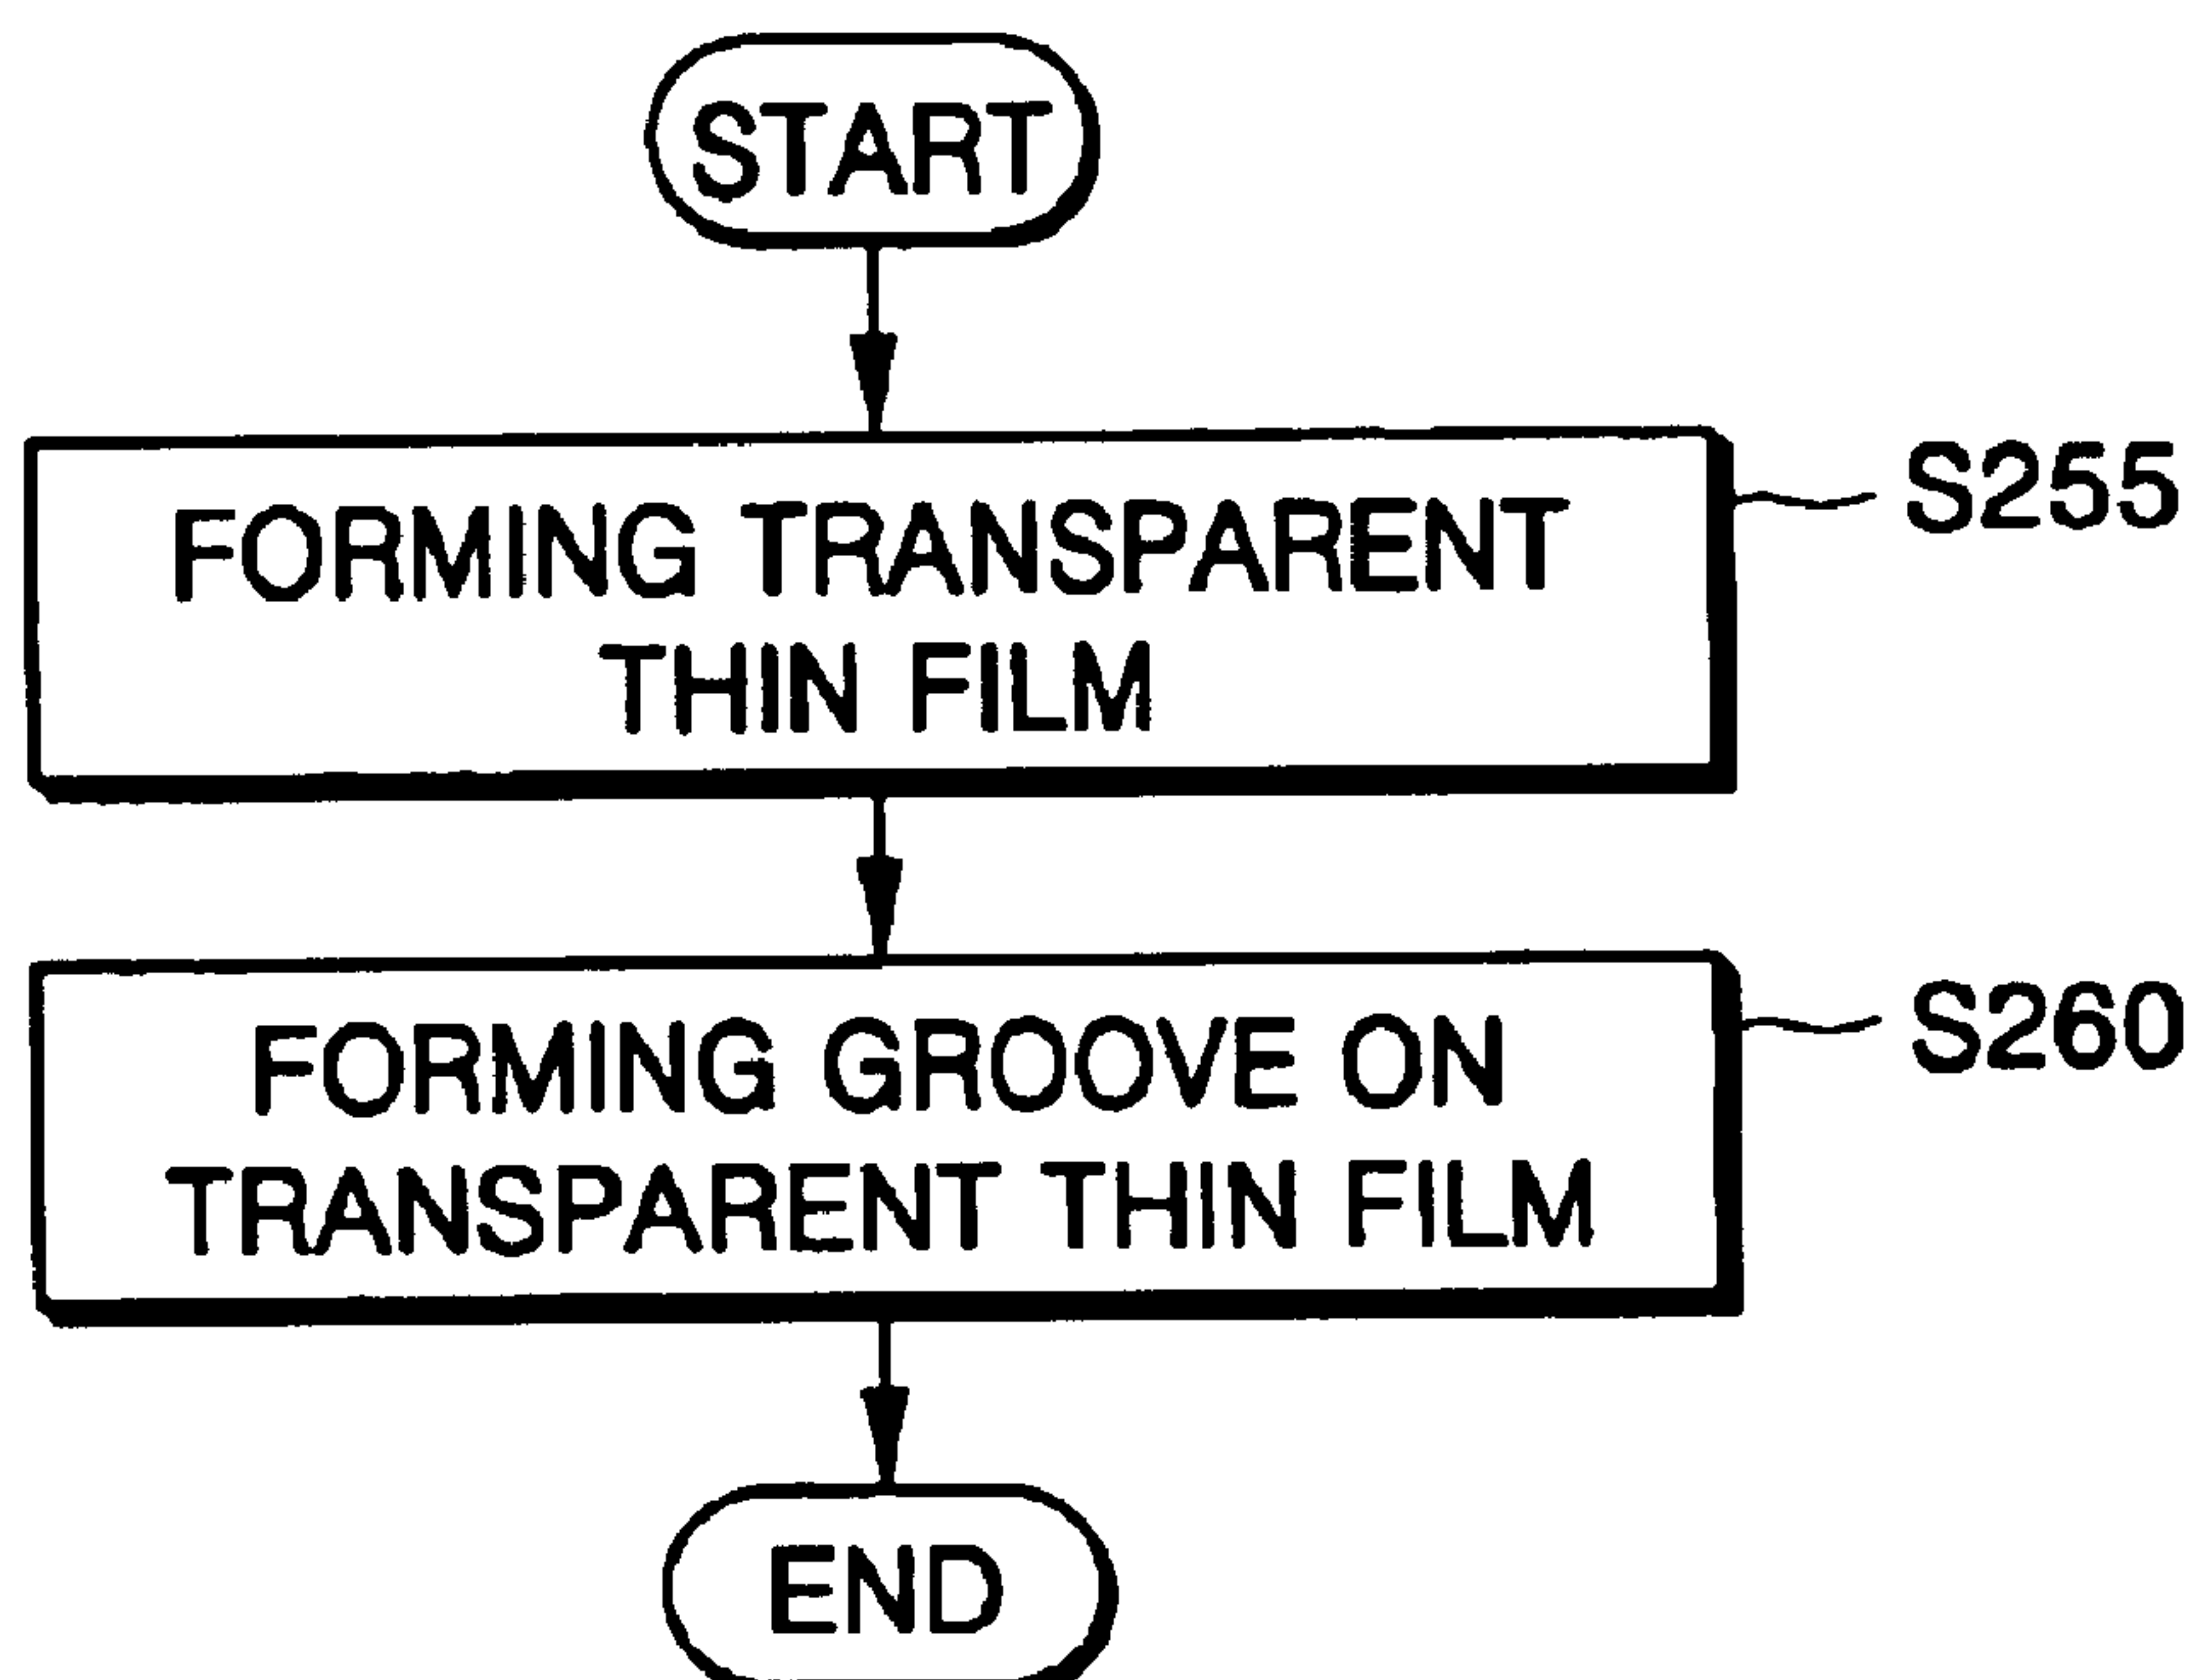 START
FORMING TRANSPARENT
THIN FILM
S255
FORMING GROOVE ON
TRANSPARENT THIN FILM
S260
END